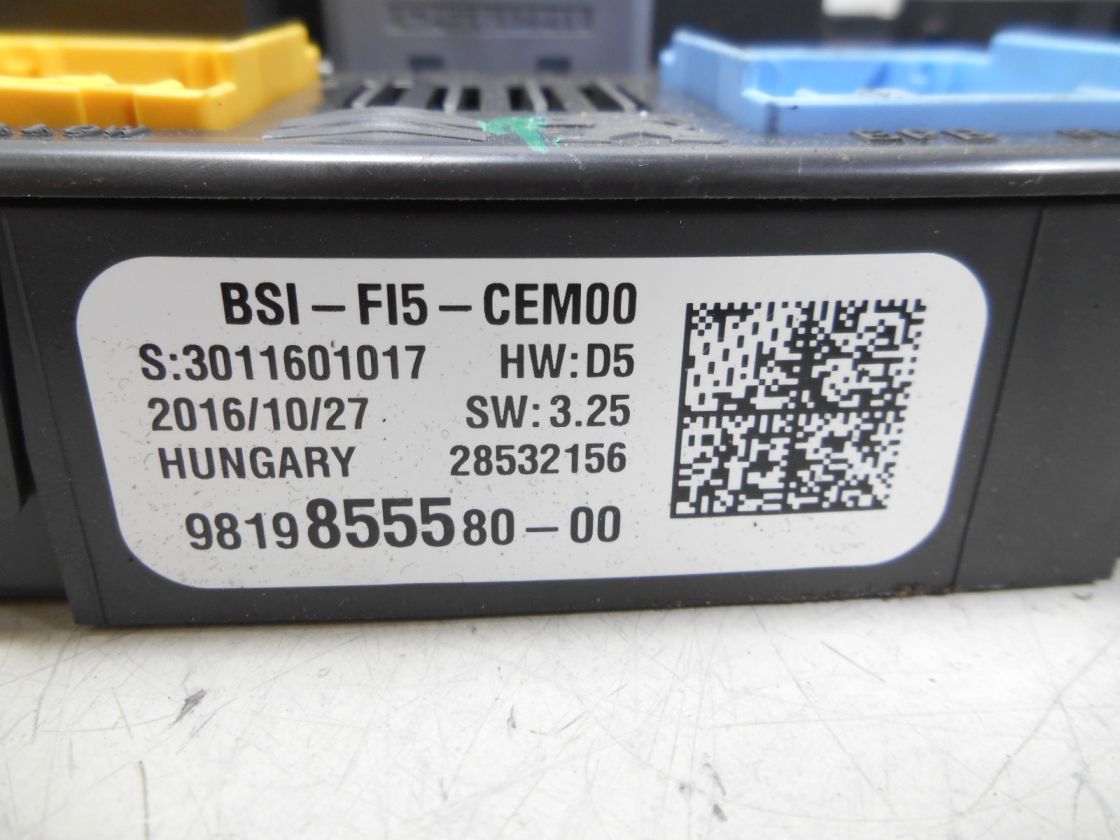 BSI – FI5 – CEM00
S:3011601017 HW:D5
2016/10/27 SW:3.25
HUNGARY 28532156
9819855580–00